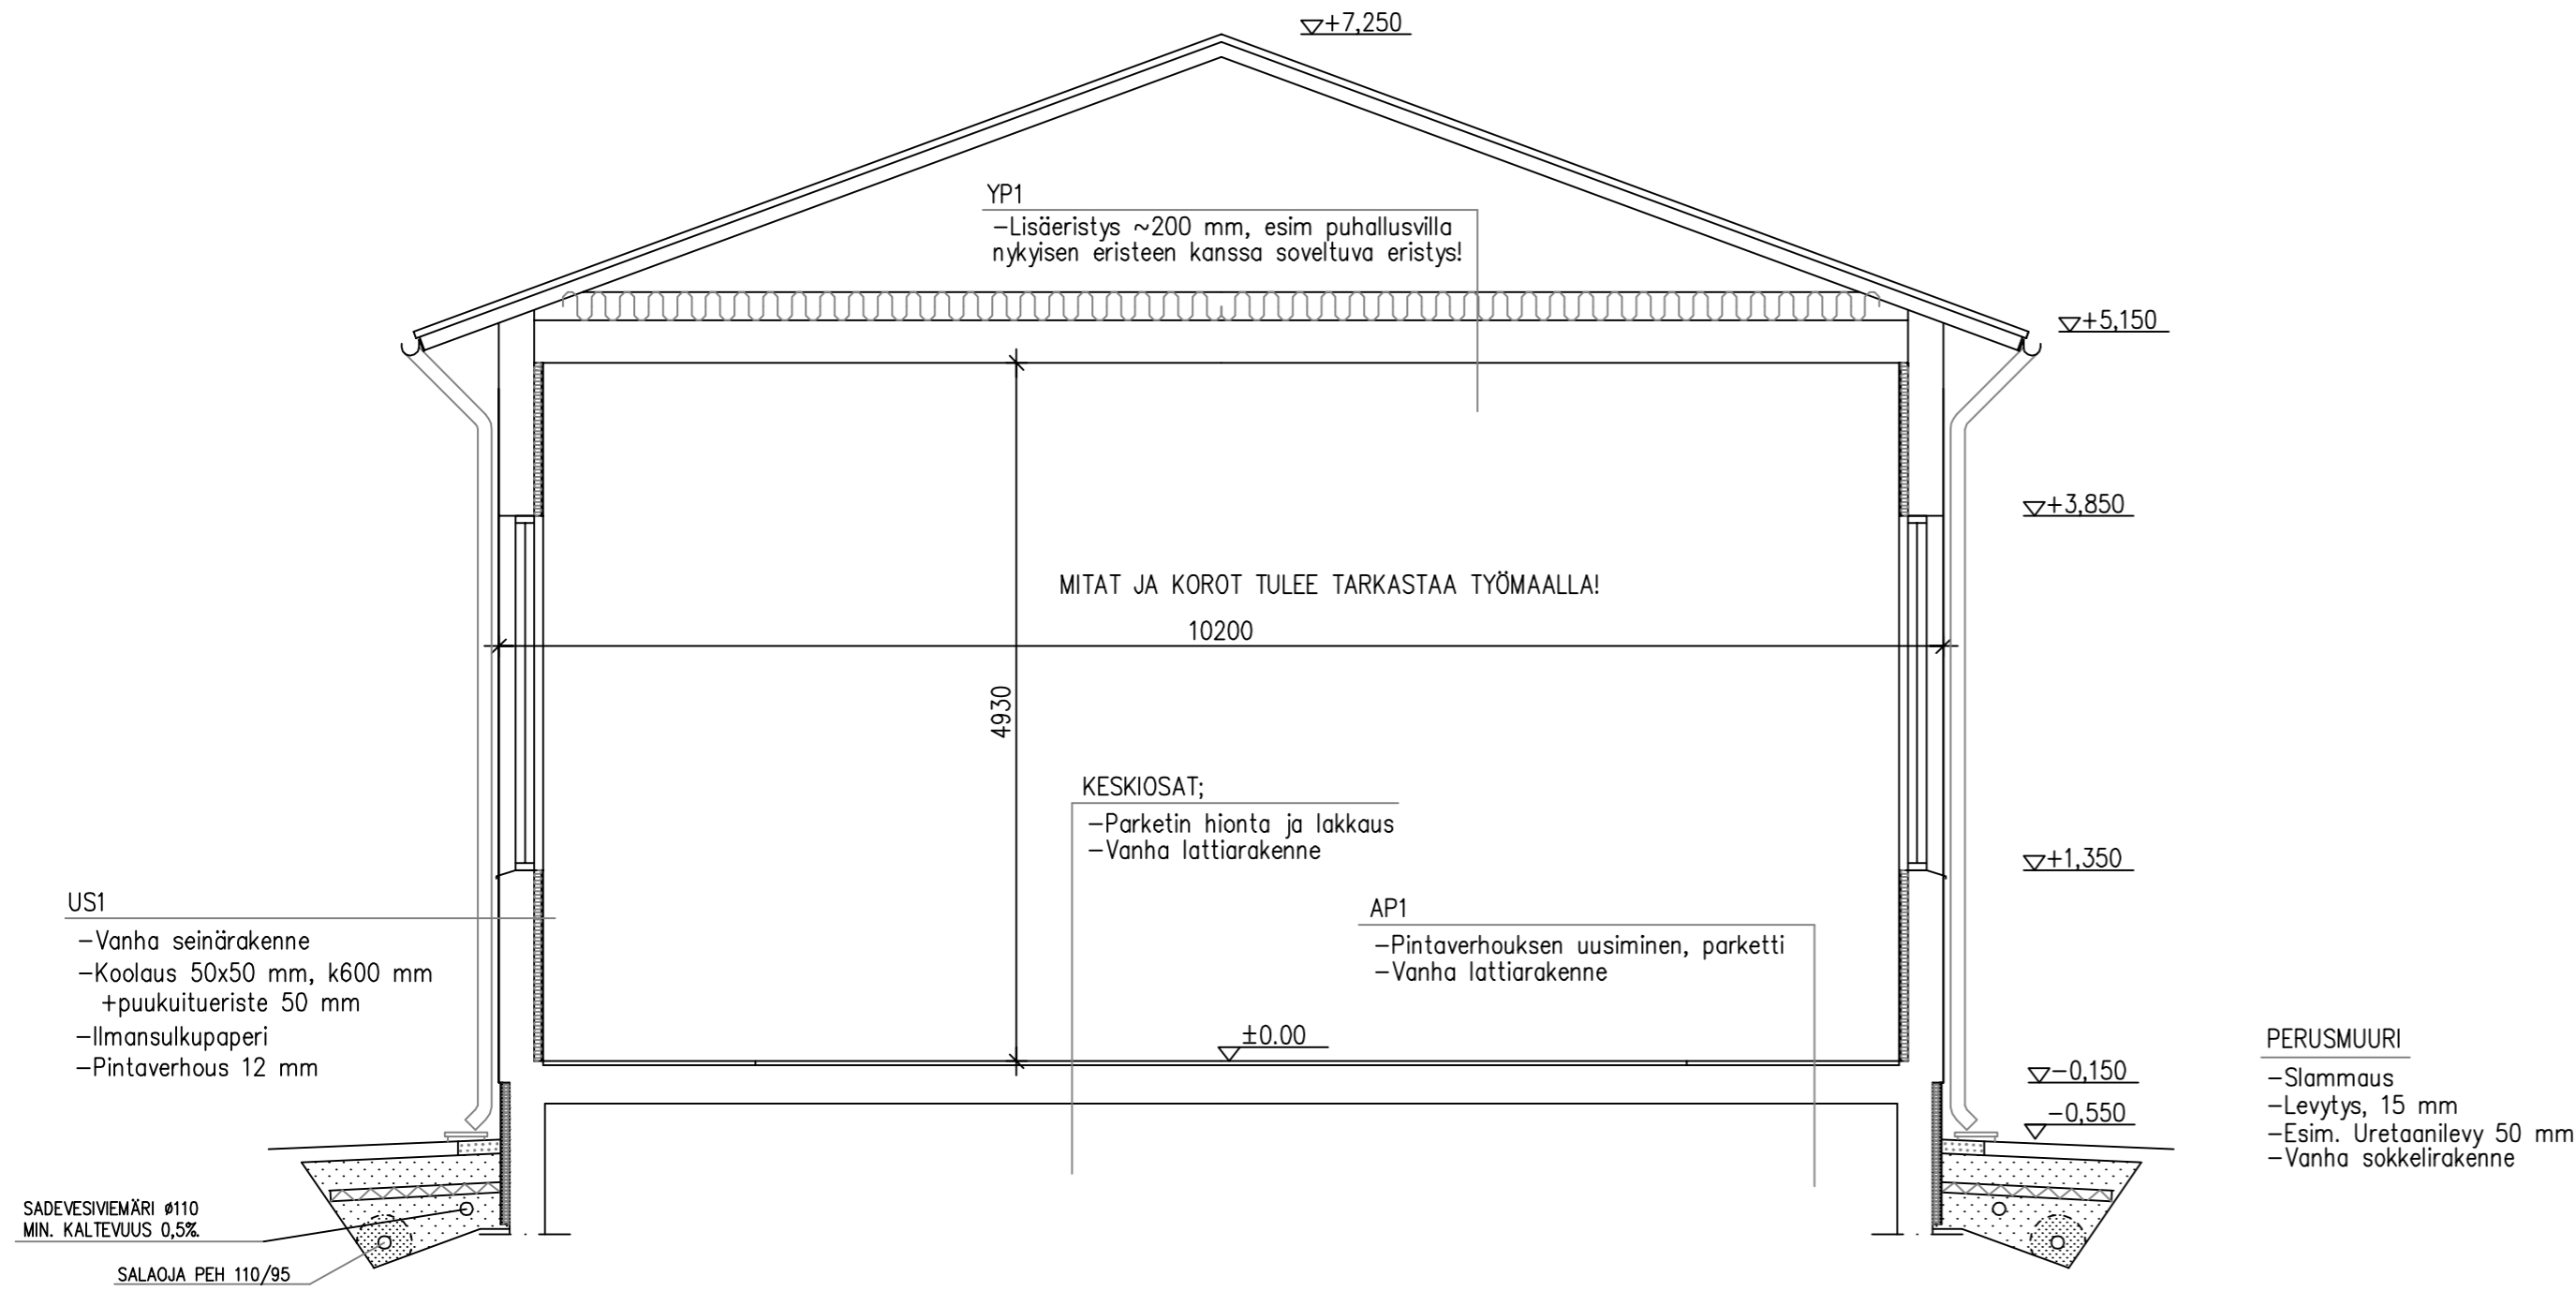 +7,250
YP1
-Lisäeristys ~200 mm, esim puhallusvilla
nykyisen eristeen kanssa soveltuva eristys!
+5,150
+3,850
MITAT JA KOROT TULEE TARKASTAA TYÖMAALLA!
10200
4930
KESKIOSAT;
-Parketin hionta ja lakkaus
-Vanha lattiarakenne
+1,350
US1
-Vanha seinärakenne
-Koolaus 50x50 mm, k600 mm
+puukuitueriste 50 mm
-Ilmansulkupaperi
-Pintaverhous 12 mm
AP1
-Pintaverhouksen uusiminen, parketti
-Vanha lattiarakenne
±0.00
-0,150
-0,550
PERUSMUURI
-Slammaus
-Levytys, 15 mm
-Esim. Uretaanilevy 50 mm
-Vanha sokkelirakenne
SADEVESIVIEMÄRI ø110
MIN. KALTEVUUS 0,5%.
SALAOJA PEH 110/95